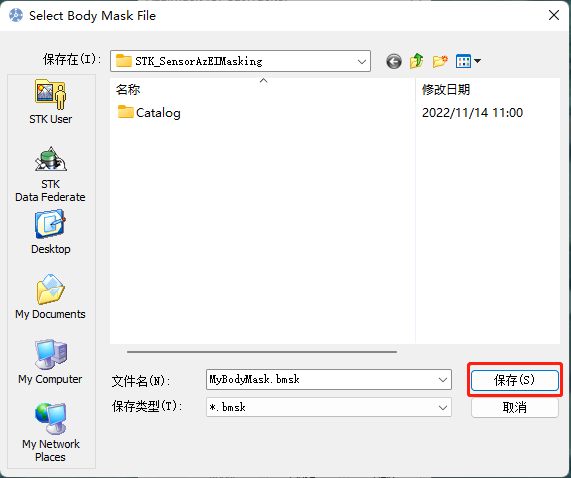 Select Body Mask File
保存在(I):
STK_SensorAzElMasking
名称
修改日期
Catalog
2022/11/14 11:00
STK User
STK
Data Federate
Desktop
My Documents
My Computer
My Network
Places
文件名(N):
MyBodyMask.bmsk
保存(S)
保存类型(T):
*.bmsk
取消